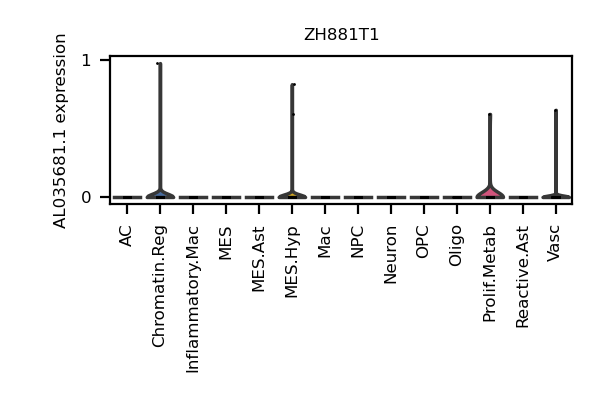 ZH881T1
AL035681.1 expression
1
0
AC
Chromatin.Reg
Inflammatory.Mac
MES
MES.Ast
MES.Hyp
Mac
NPC
Neuron
OPC
Oligo
Prolif.Metab
Reactive.Ast
Vasc